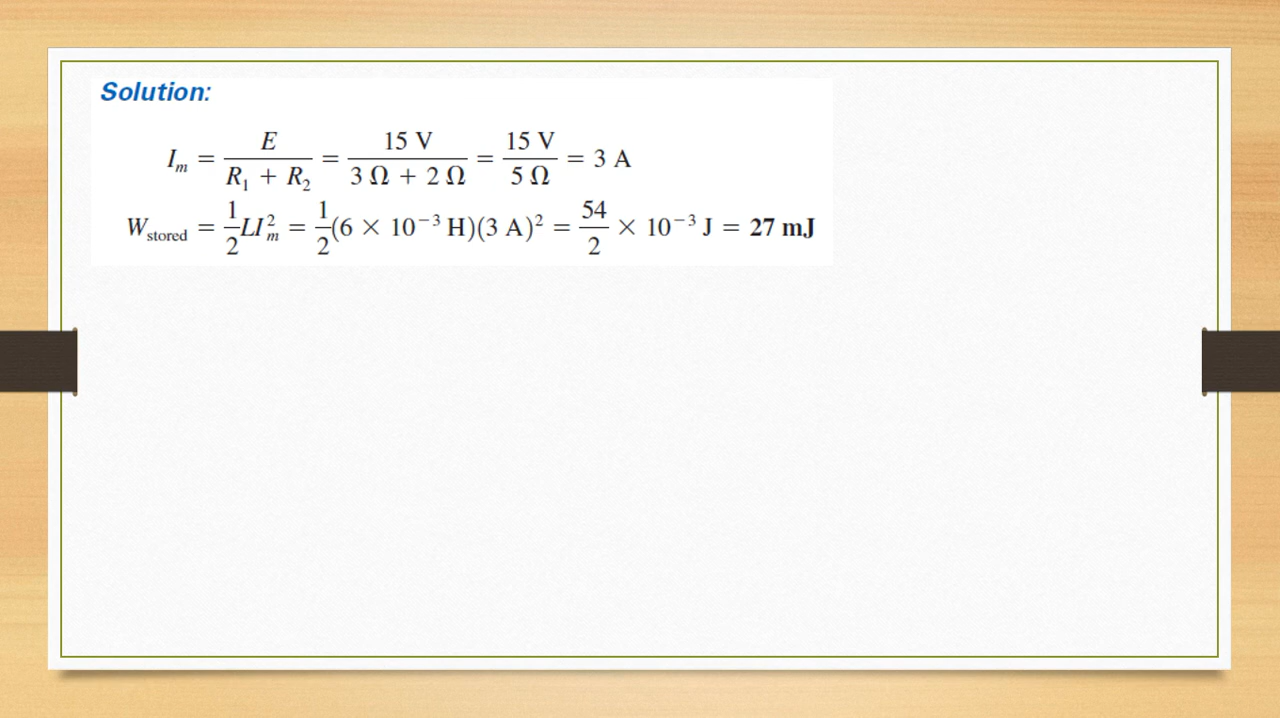 Solution:
I_m = E / (R_1 + R_2) = 15 V / (3 Ω + 2 Ω) = 15 V / 5 Ω = 3 A
W_stored = 1/2 LI_m^2 = 1/2 (6 × 10^−3 H)(3 A)^2 = 54/2 × 10^−3 J = 27 mJ